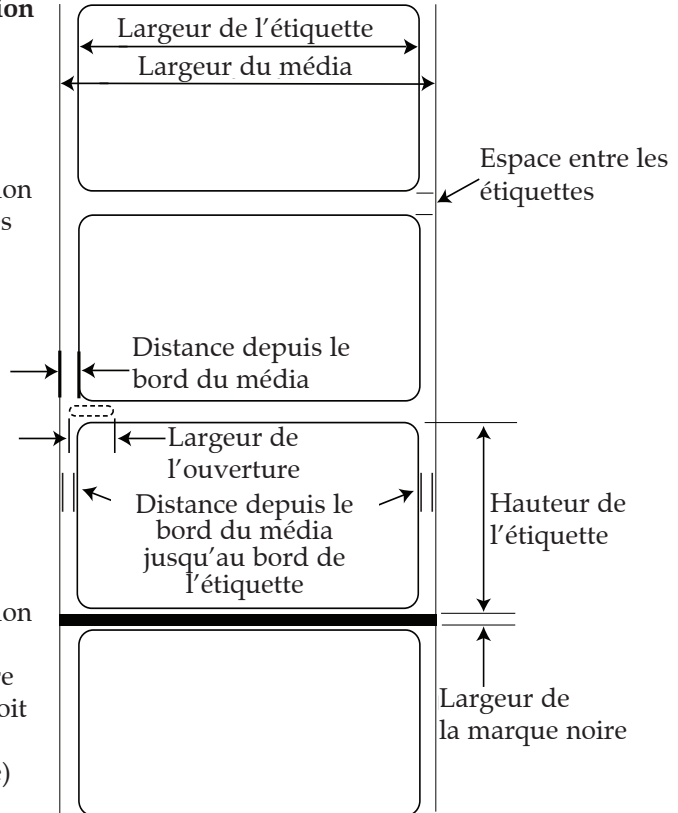 Largeur de l'étiquette
Largeur du média
Espace entre les
étiquettes
Distance depuis le
bord du média
Largeur de
l'ouverture
Distance depuis le
bord du média
jusqu'au bord de
l'étiquette
Hauteur de
l'étiquette
Largeur de
la marque noire